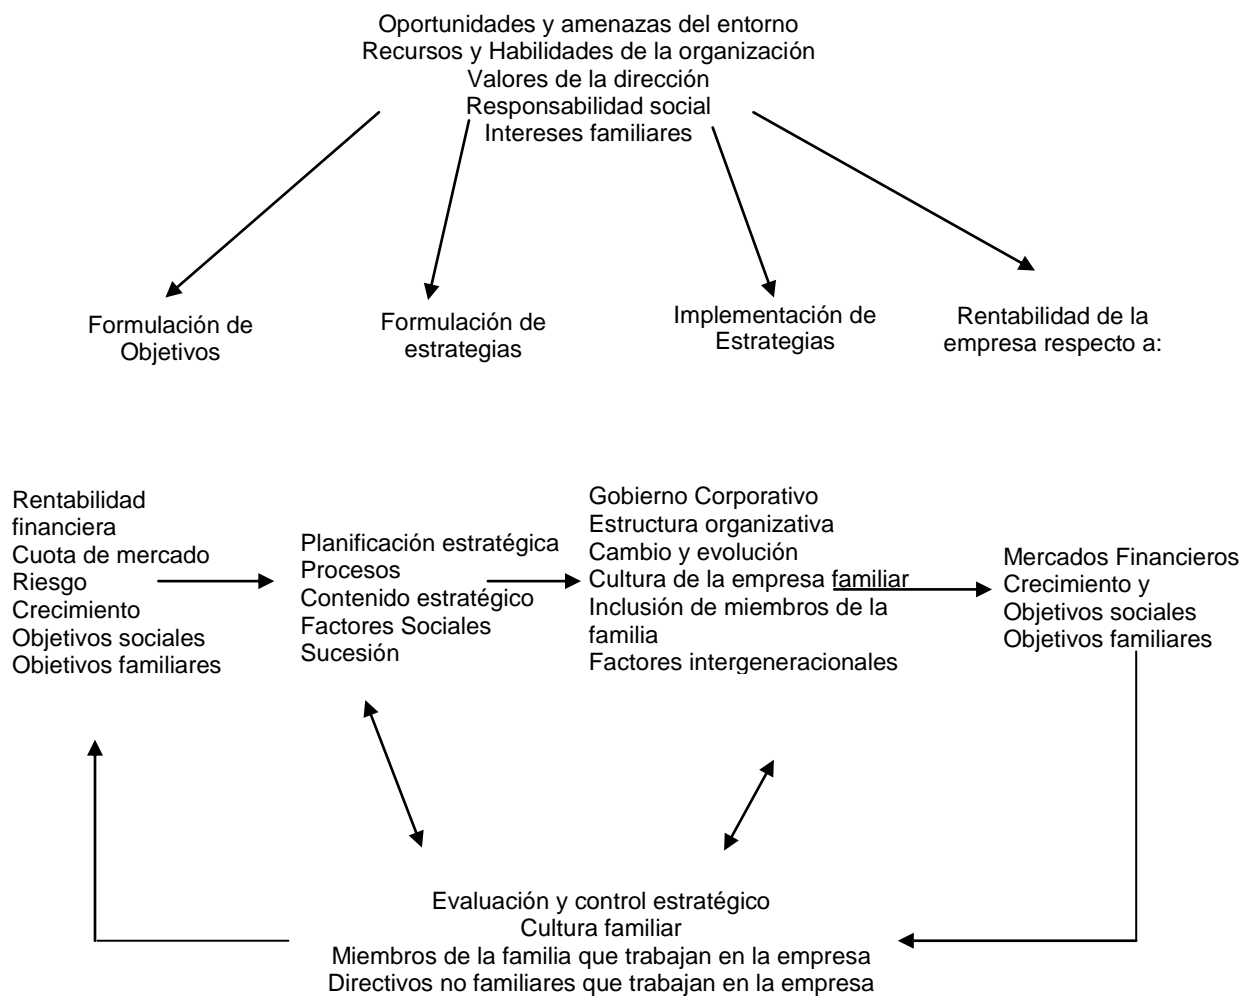 Oportunidades y amenazas del entorno
Recursos y Habilidades de la organización
Valores de la dirección
Responsabilidad social
Intereses familiares
Formulación de
Objetivos
Formulación de
estrategias
Implementación de
Estrategias
Rentabilidad de la
empresa respecto a:
Rentabilidad
financiera
Cuota de mercado
Riesgo
Crecimiento
Objetivos sociales
Objetivos familiares
Planificación estratégica
Procesos
Contenido estratégico
Factores Sociales
Sucesión
Gobierno Corporativo
Estructura organizativa
Cambio y evolución
Cultura de la empresa familiar
Inclusión de miembros de la
familia
Factores intergeneracionales
Mercados Financieros
Crecimiento y
Objetivos sociales
Objetivos familiares
Evaluación y control estratégico
Cultura familiar
Miembros de la familia que trabajan en la empresa
Directivos no familiares que trabajan en la empresa